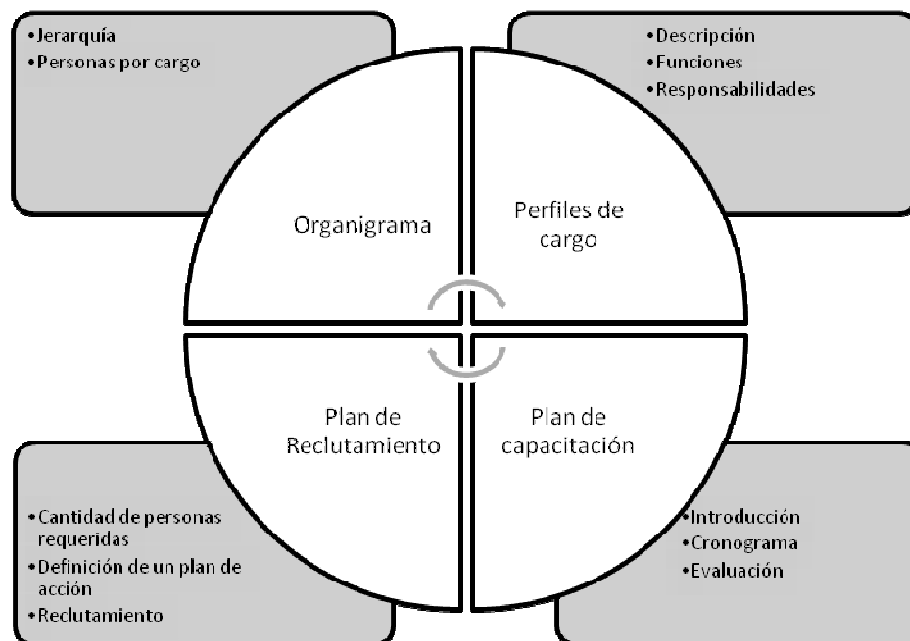 •Jerarquía
•Personas por cargo
•Descripción
•Funciones
•Responsabilidades
Organigrama
Perfiles de
cargo
Plan de
Reclutamiento
Plan de
capacitación
•Cantidad de personas
requeridas
•Definición de un plan de
acción
•Reclutamiento
•Introducción
•Cronograma
•Evaluación